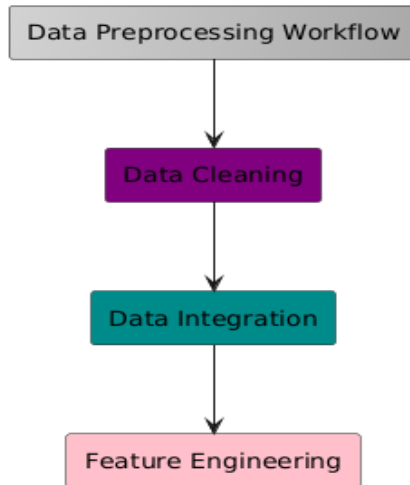 Data Preprocessing Workflow
Data Cleaning
Data Integration
Feature Engineering